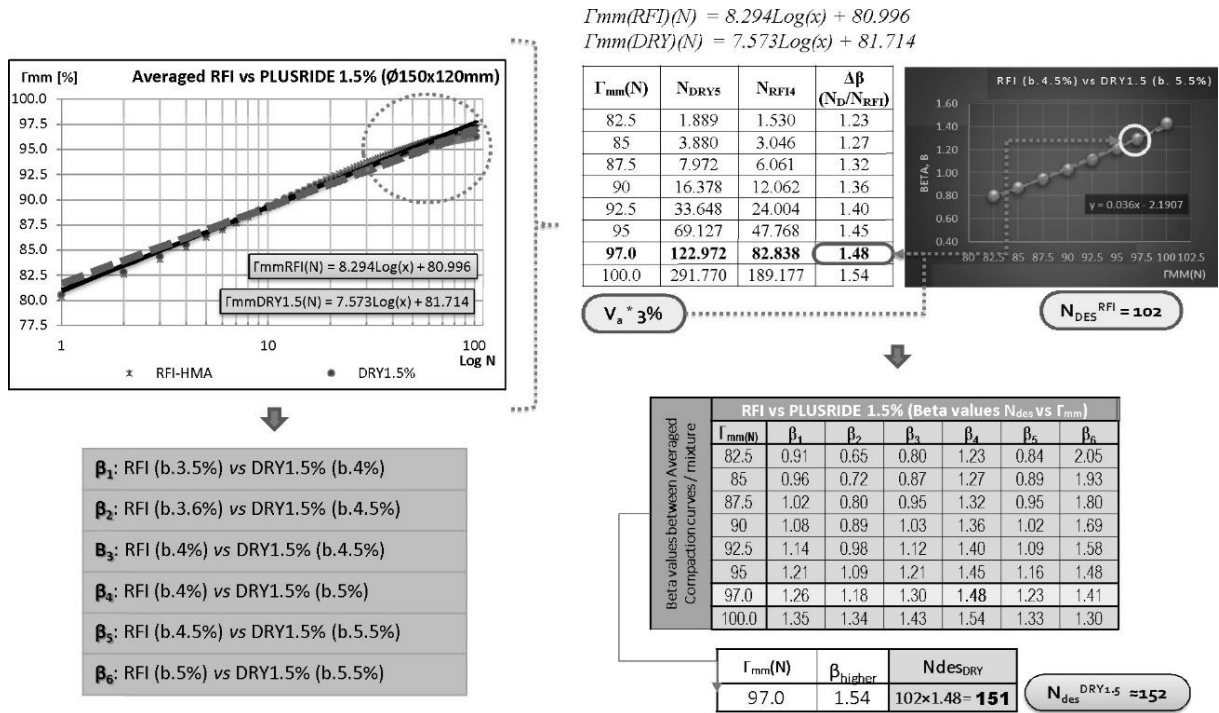 Γmm(RFI)(N) = 8.294Log(x) + 80.996
Γmm(DRY)(N) = 7.573Log(x) + 81.714
Γmm [%] Averaged RFI vs PLUSRIDE 1.5% (Ø150x120mm)
100.0
97.5
95.0
92.5
90.0
87.5
85.0
82.5
80.0
77.5
ΓmmRFI(N) = 8.294Log(x) + 80.996
ΓmmDRY1.5(N) = 7.573Log(x) + 81.714
1 10 100
Log N
RFI-HMA DRY1.5%
Γmm(N) NDRY5 NRFI4 Δβ (ND/NRFI)
82.5 1.889 1.530 1.23
85 3.880 3.046 1.27
87.5 7.972 6.061 1.32
90 16.378 12.062 1.36
92.5 33.648 24.004 1.40
95 69.127 47.768 1.45
97.0 122.972 82.838 1.48
100.0 291.770 189.177 1.54
Va * 3%
RFI (b.4.5%) vs DRY1.5 (b. 5.5%)
BETA, B
1.60
1.40
1.20
1.00
0.80
0.60
0.40
y = 0.036x - 2.1907
80 82.5 85 87.5 90 92.5 95 97.5 100 102.5
ΓMM(N)
NDES RFI = 102
β1: RFI (b.3.5%) vs DRY1.5% (b.4%)
β2: RFI (b.3.6%) vs DRY1.5% (b.4.5%)
B3: RFI (b.4%) vs DRY1.5% (b.4.5%)
β4: RFI (b.4%) vs DRY1.5% (b.5%)
β5: RFI (b.4.5%) vs DRY1.5% (b.5.5%)
β6: RFI (b.5%) vs DRY1.5% (b.5.5%)
Beta values between Averaged
Compaction curves / mixture
RFI vs PLUSRIDE 1.5% (Beta values Ndes vs Γmm)
Γmm(N) β1 β2 β3 β4 β5 β6
82.5 0.91 0.65 0.80 1.23 0.84 2.05
85 0.96 0.72 0.87 1.27 0.89 1.93
87.5 1.02 0.80 0.95 1.32 0.95 1.80
90 1.08 0.89 1.03 1.36 1.02 1.69
92.5 1.14 0.98 1.12 1.40 1.09 1.58
95 1.21 1.09 1.21 1.45 1.16 1.48
97.0 1.26 1.18 1.30 1.48 1.23 1.41
100.0 1.35 1.34 1.43 1.54 1.33 1.30
Γmm(N) βhigher NdesDRY
97.0 1.54 102×1.48= 151
Ndes DRY1.5 ≈152